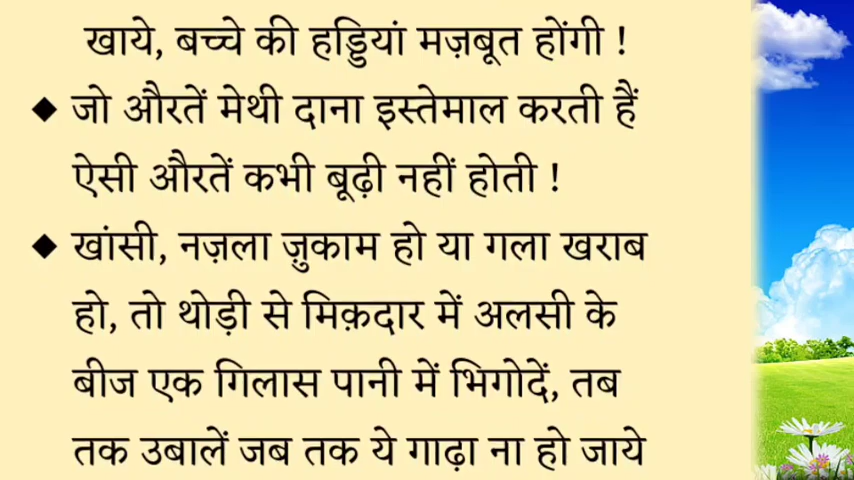 खाये, बच्चे की हड्डियां मज़बूत होंगी !
◆ जो औरतें मेथी दाना इस्तेमाल करती हैं
ऐसी औरतें कभी बूढ़ी नहीं होती !
◆ खांसी, नज़ला ज़ुकाम हो या गला खराब
हो, तो थोड़ी से मिक़दार में अलसी के
बीज एक गिलास पानी में भिगोदें, तब
तक उबालें जब तक ये गाढ़ा ना हो जाये